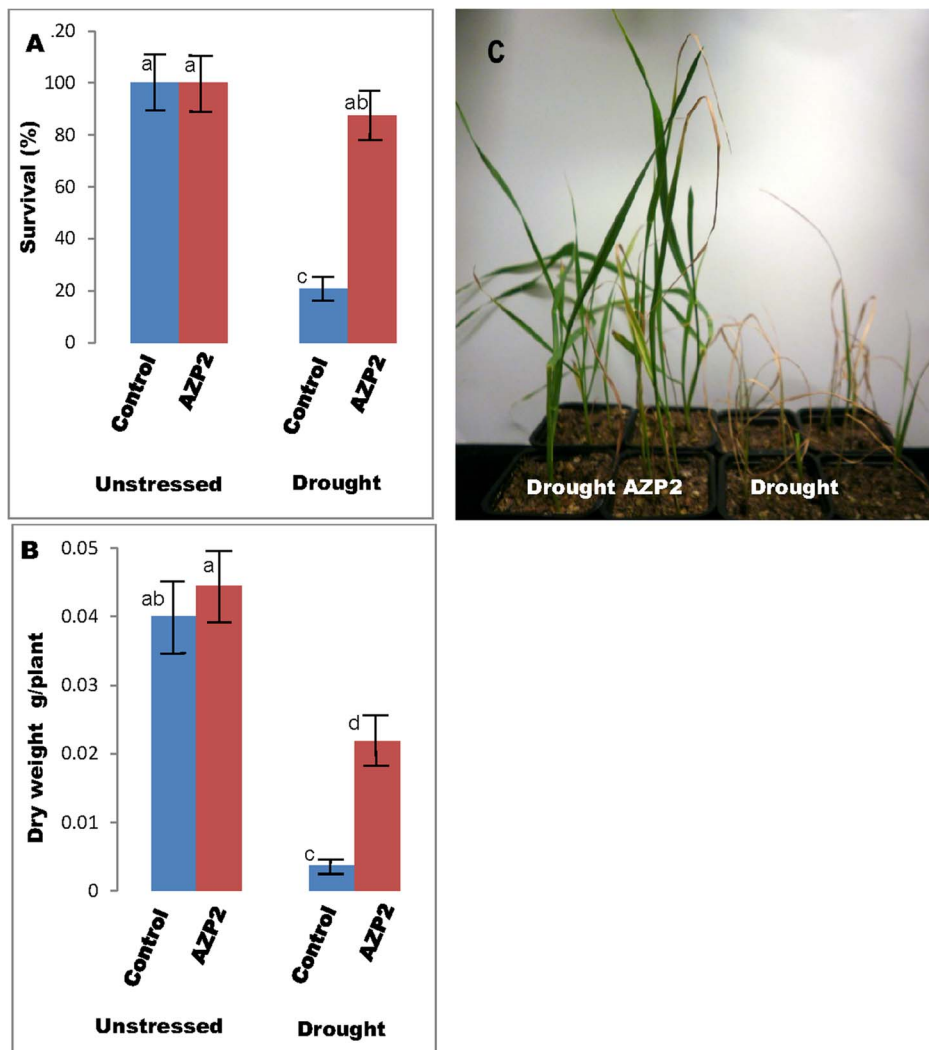 A
20
100
80
60
40
20
0
Survival (%)
a
a
c
ab
Control
AZP2
Control
AZP2
Unstressed
Drought
B
0.05
0.04
0.03
0.02
0.01
0
Dry weight g/plant
ab
a
c
d
Control
AZP2
Control
AZP2
Unstressed
Drought
C
Drought AZP2
Drought